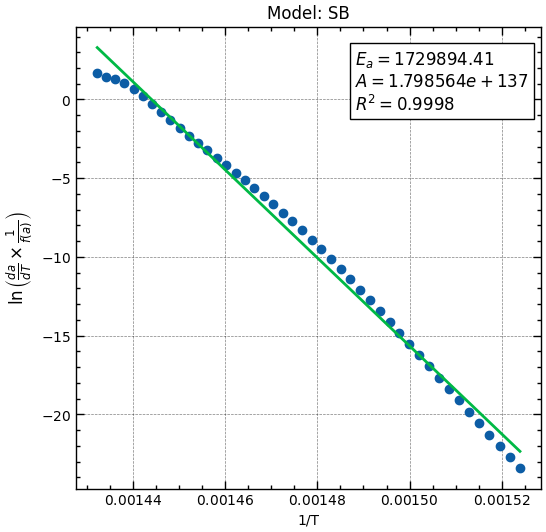 Model: SB
E_a = 1729894.41
A = 1.798564e + 137
R^2 = 0.9998
0
−5
−10
−15
−20
ln (da/dT × 1/f(a))
0.00144 0.00146 0.00148 0.00150 0.00152
1/T